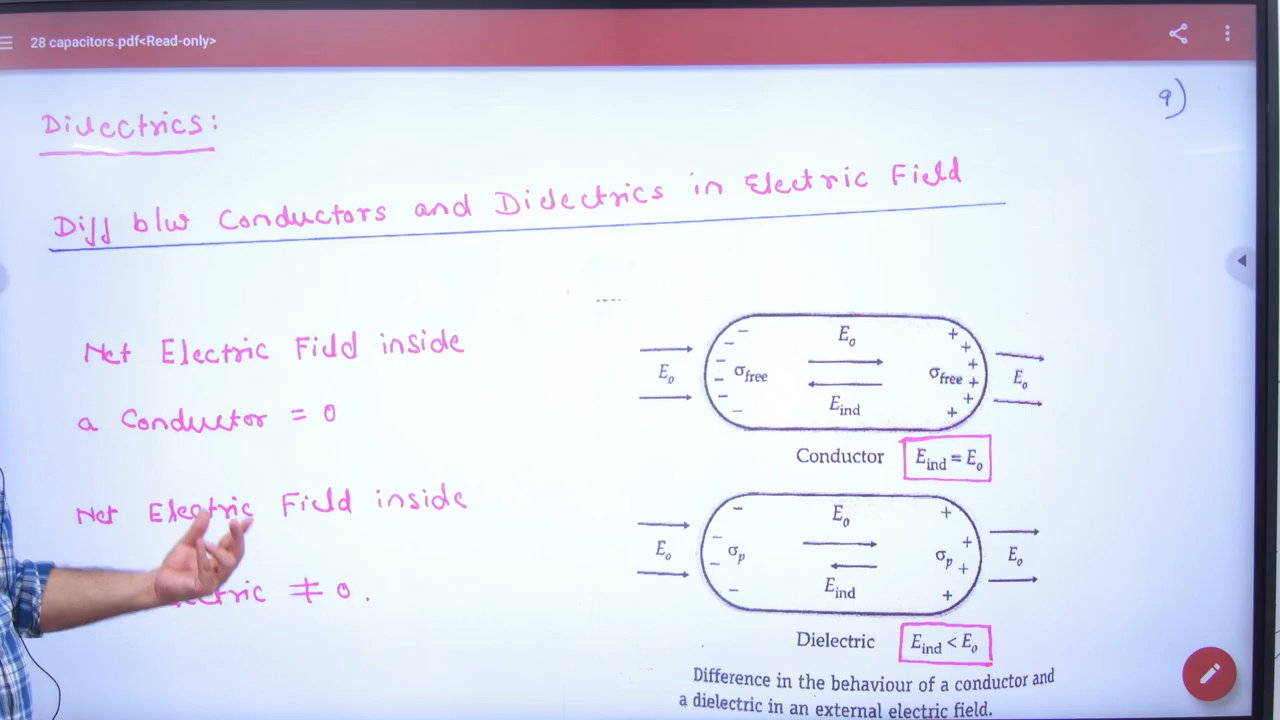 28 capacitors.pdf<Read-only>
9)
Dielectrics:
Diff b/w Conductors and Dielectrics in Electric Field
Net Electric Field inside
a Conductor = 0
Net Electric Field inside
≠ 0.
E₀
− − − − − −
σfree
E₀
Eind
σfree
+ + + + + +
E₀
Conductor
Eind = E₀
E₀
− − − −
σp
E₀
Eind
σp
+ + + +
E₀
Dielectric
Eind < E₀
Difference in the behaviour of a conductor and
a dielectric in an external electric field.